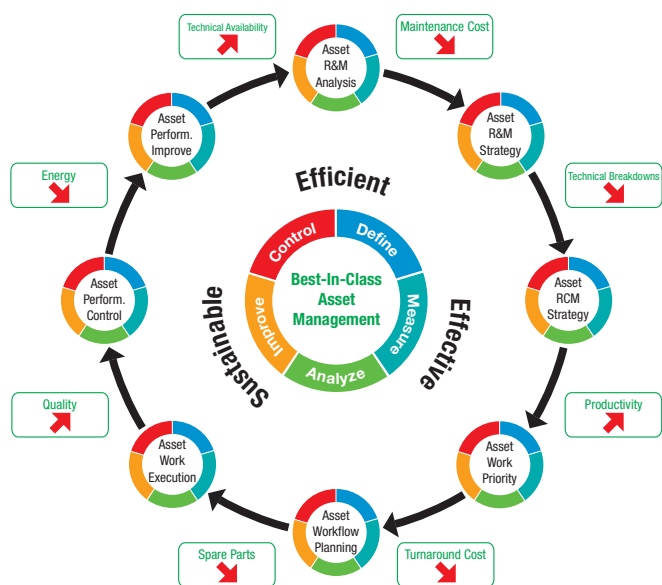 Technical Availability
Asset
R&M
Analysis
Maintenance Cost
Asset
Perform.
Improve
Asset
R&M
Strategy
Energy
Efficient
Technical Breakdowns
Control
Define
Asset
Perform.
Control
Best-In-Class
Asset
Management
Asset
RCM
Strategy
Improve
Measure
Sustainable
Effective
Analyze
Quality
Productivity
Asset
Work
Execution
Asset
Work
Priority
Asset
Workflow
Planning
Spare Parts
Turnaround Cost